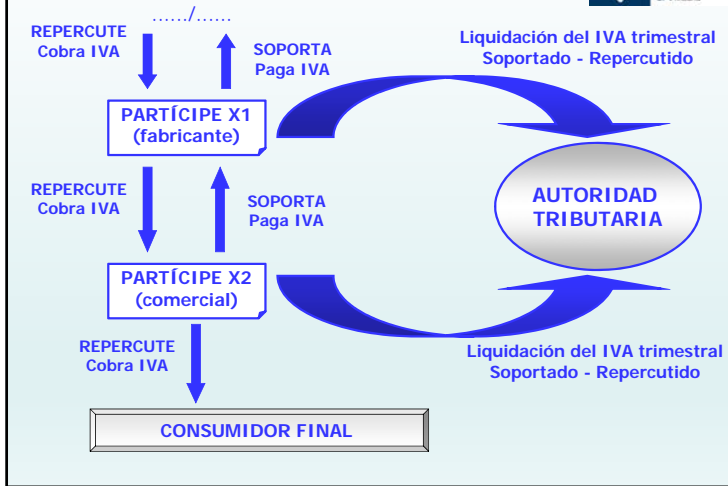 ……/……
REPERCUTE
Cobra IVA
SOPORTA
Paga IVA
Liquidación del IVA trimestral
Soportado - Repercutido
PARTÍCIPE X1
(fabricante)
REPERCUTE
Cobra IVA
SOPORTA
Paga IVA
AUTORIDAD
TRIBUTARIA
PARTÍCIPE X2
(comercial)
REPERCUTE
Cobra IVA
Liquidación del IVA trimestral
Soportado - Repercutido
CONSUMIDOR FINAL